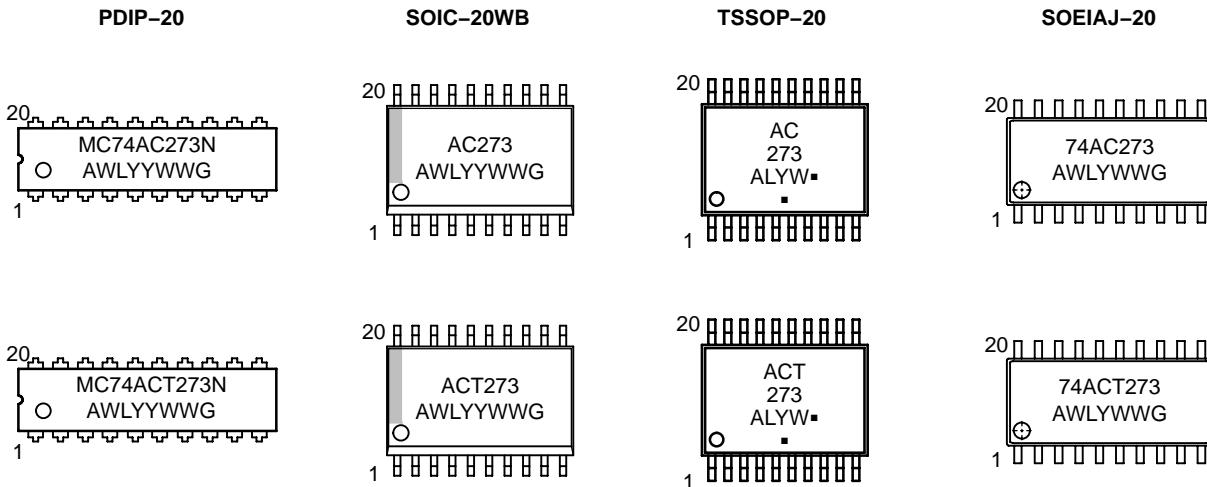 PDIP–20
SOIC–20WB
TSSOP–20
SOEIAJ–20
20
MC74AC273N
AWLYYWWG
1
20
AC273
AWLYYWWG
1
20
AC
273
ALYW▪
▪
1
20
74AC273
AWLYWWG
1
20
MC74ACT273N
AWLYYWWG
1
20
ACT273
AWLYYWWG
1
20
ACT
273
ALYW▪
▪
1
20
74ACT273
AWLYWWG
1